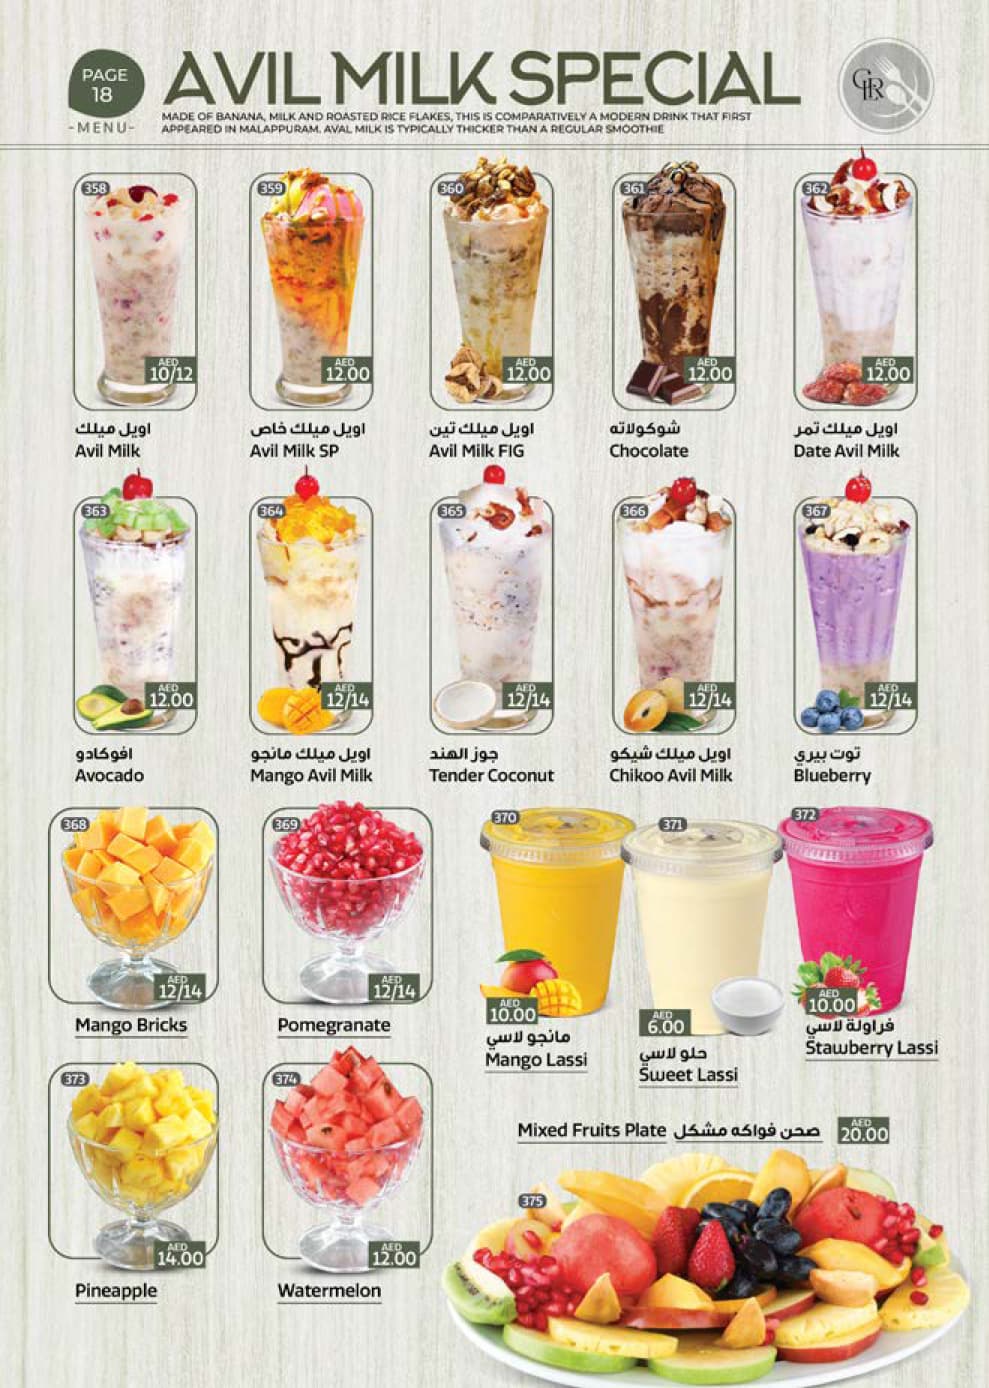 PAGE
18
-MENU-
AVIL MILK SPECIAL
MADE OF BANANA, MILK AND ROASTED RICE FLAKES, THIS IS COMPARATIVELY A MODERN DRINK THAT FIRST
APPEARED IN MALAPPURAM. AVAL MILK IS TYPICALLY THICKER THAN A REGULAR SMOOTHIE
358
AED
10/12
اويل ميلك
Avil Milk
359
AED
12.00
اويل ميلك خاص
Avil Milk SP
360
AED
12.00
اويل ميلك تين
Avil Milk FIG
361
AED
12.00
شوكولاته
Chocolate
362
AED
12.00
اويل ميلك تمر
Date Avil Milk
363
AED
12.00
افوكادو
Avocado
364
AED
12/14
اويل ميلك مانجو
Mango Avil Milk
365
AED
12/14
جوز الهند
Tender Coconut
366
AED
12/14
اويل ميلك شيكو
Chikoo Avil Milk
367
AED
12/14
توت بيري
Blueberry
368
AED
12/14
Mango Bricks
369
AED
12/14
Pomegranate
370
AED
10.00
مانجو لاسي
Mango Lassi
371
AED
6.00
حلو لاسي
Sweet Lassi
372
AED
10.00
فراولة لاسي
Stawberry Lassi
373
AED
14.00
Pineapple
374
AED
12.00
Watermelon
Mixed Fruits Plate صحن فواكه مشكل
AED
20.00
375